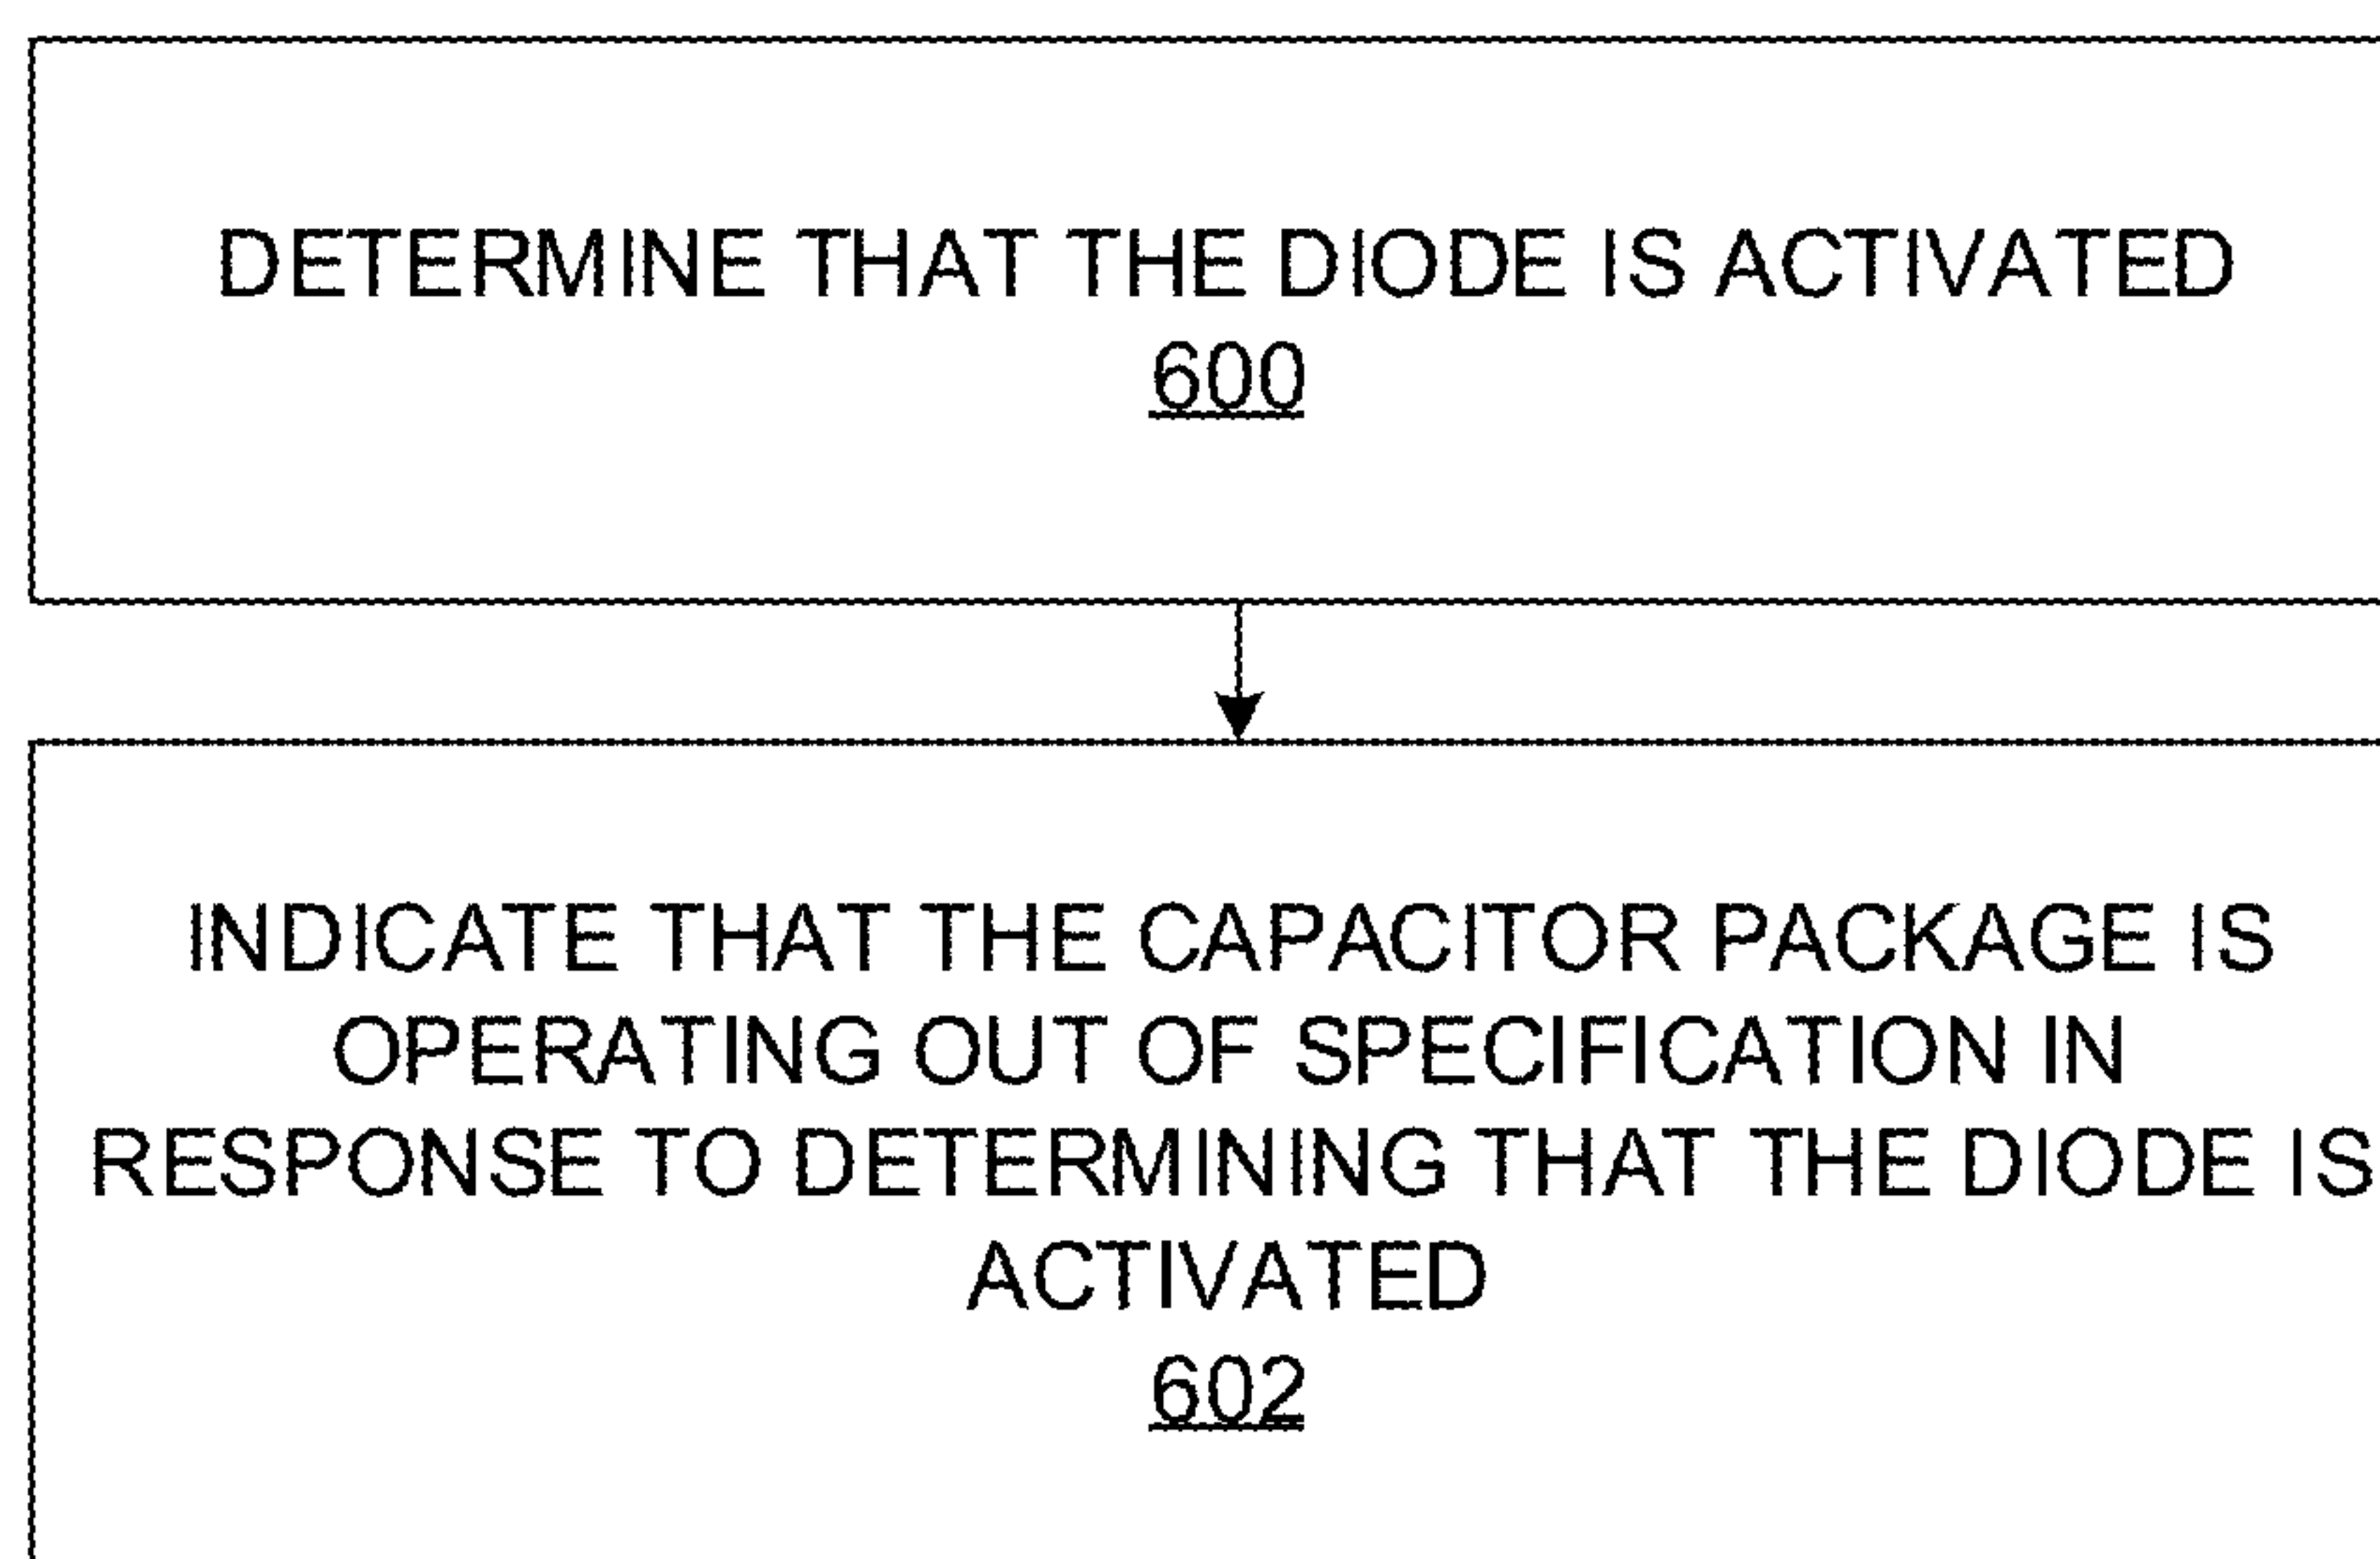 DETERMINE THAT THE DIODE IS ACTIVATED
600
INDICATE THAT THE CAPACITOR PACKAGE IS
OPERATING OUT OF SPECIFICATION IN
RESPONSE TO DETERMINING THAT THE DIODE IS
ACTIVATED
602